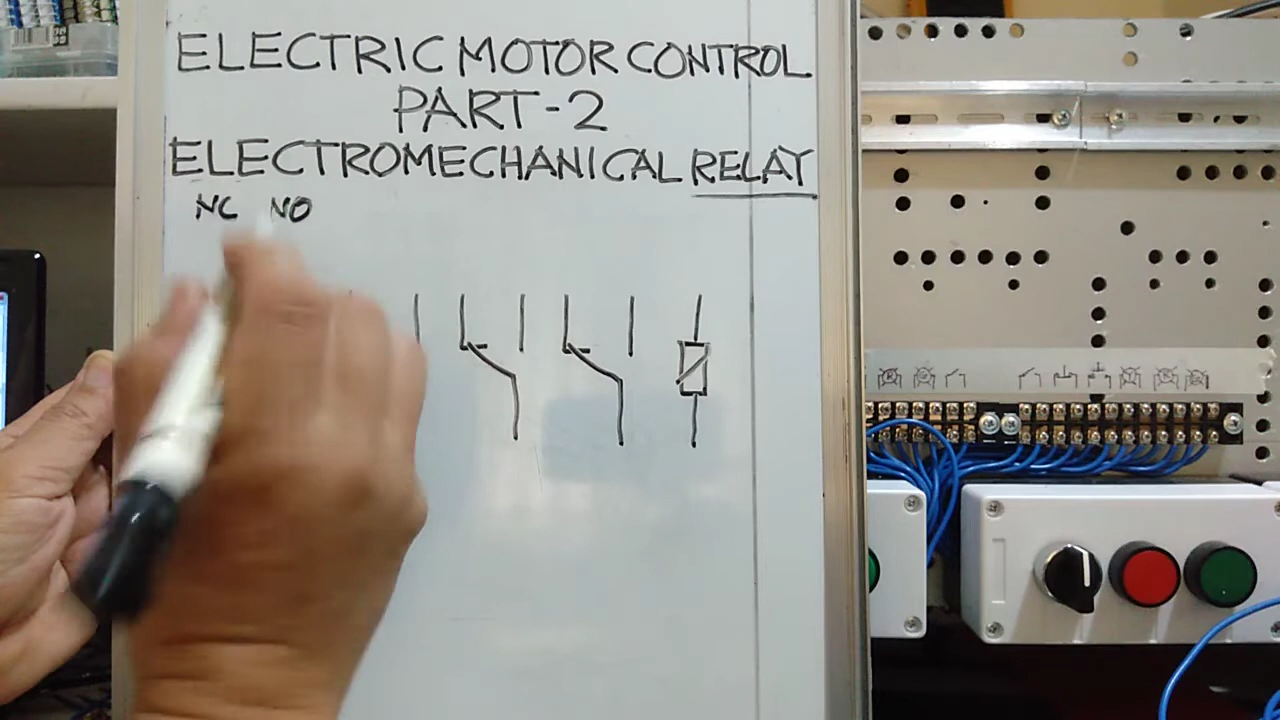 ELECTRIC MOTOR CONTROL
PART-2
ELECTROMECHANICAL RELAY
NC NO